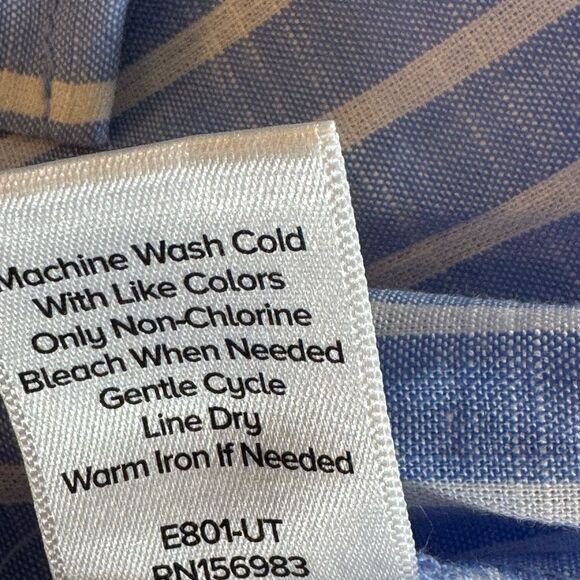 Machine Wash Cold
With Like Colors
Only Non-Chlorine
Bleach When Needed
Gentle Cycle
Line Dry
Warm Iron If Needed
E801-UT
RN156983